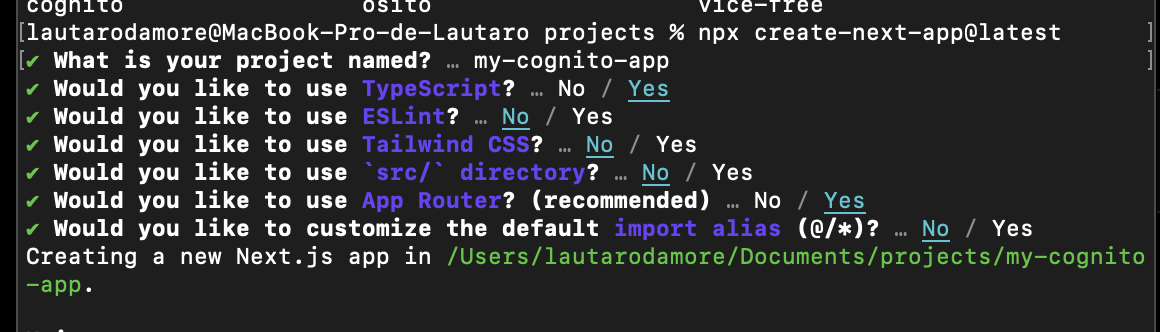 cognito osito vice-free
[lautarodamore@MacBook-Pro-de-Lautaro projects % npx create-next-app@latest ]
[✔ What is your project named? … my-cognito-app ]
✔ Would you like to use TypeScript? … No / Yes
✔ Would you like to use ESLint? … No / Yes
✔ Would you like to use Tailwind CSS? … No / Yes
✔ Would you like to use `src/` directory? … No / Yes
✔ Would you like to use App Router? (recommended) … No / Yes
✔ Would you like to customize the default import alias (@/*)? … No / Yes
Creating a new Next.js app in /Users/lautarodamore/Documents/projects/my-cognito
-app.